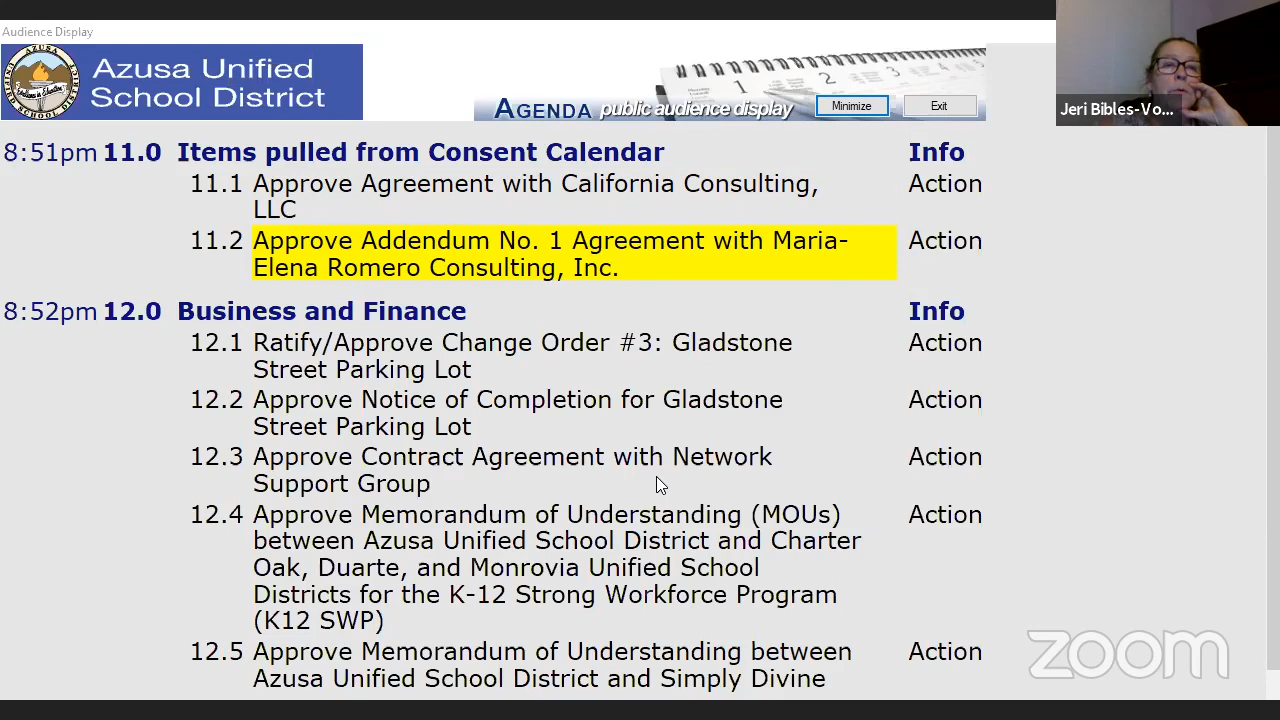 Audience Display
Azusa Unified
School District
AGENDA public audience display
Minimize
Exit
Jeri Bibles-Vo...
8:51pm 11.0 Items pulled from Consent Calendar Info
11.1 Approve Agreement with California Consulting, Action
LLC
11.2 Approve Addendum No. 1 Agreement with Maria- Action
Elena Romero Consulting, Inc.
8:52pm 12.0 Business and Finance Info
12.1 Ratify/Approve Change Order #3: Gladstone Action
Street Parking Lot
12.2 Approve Notice of Completion for Gladstone Action
Street Parking Lot
12.3 Approve Contract Agreement with Network Action
Support Group
12.4 Approve Memorandum of Understanding (MOUs) Action
between Azusa Unified School District and Charter
Oak, Duarte, and Monrovia Unified School
Districts for the K-12 Strong Workforce Program
(K12 SWP)
12.5 Approve Memorandum of Understanding between Action
Azusa Unified School District and Simply Divine
zoom